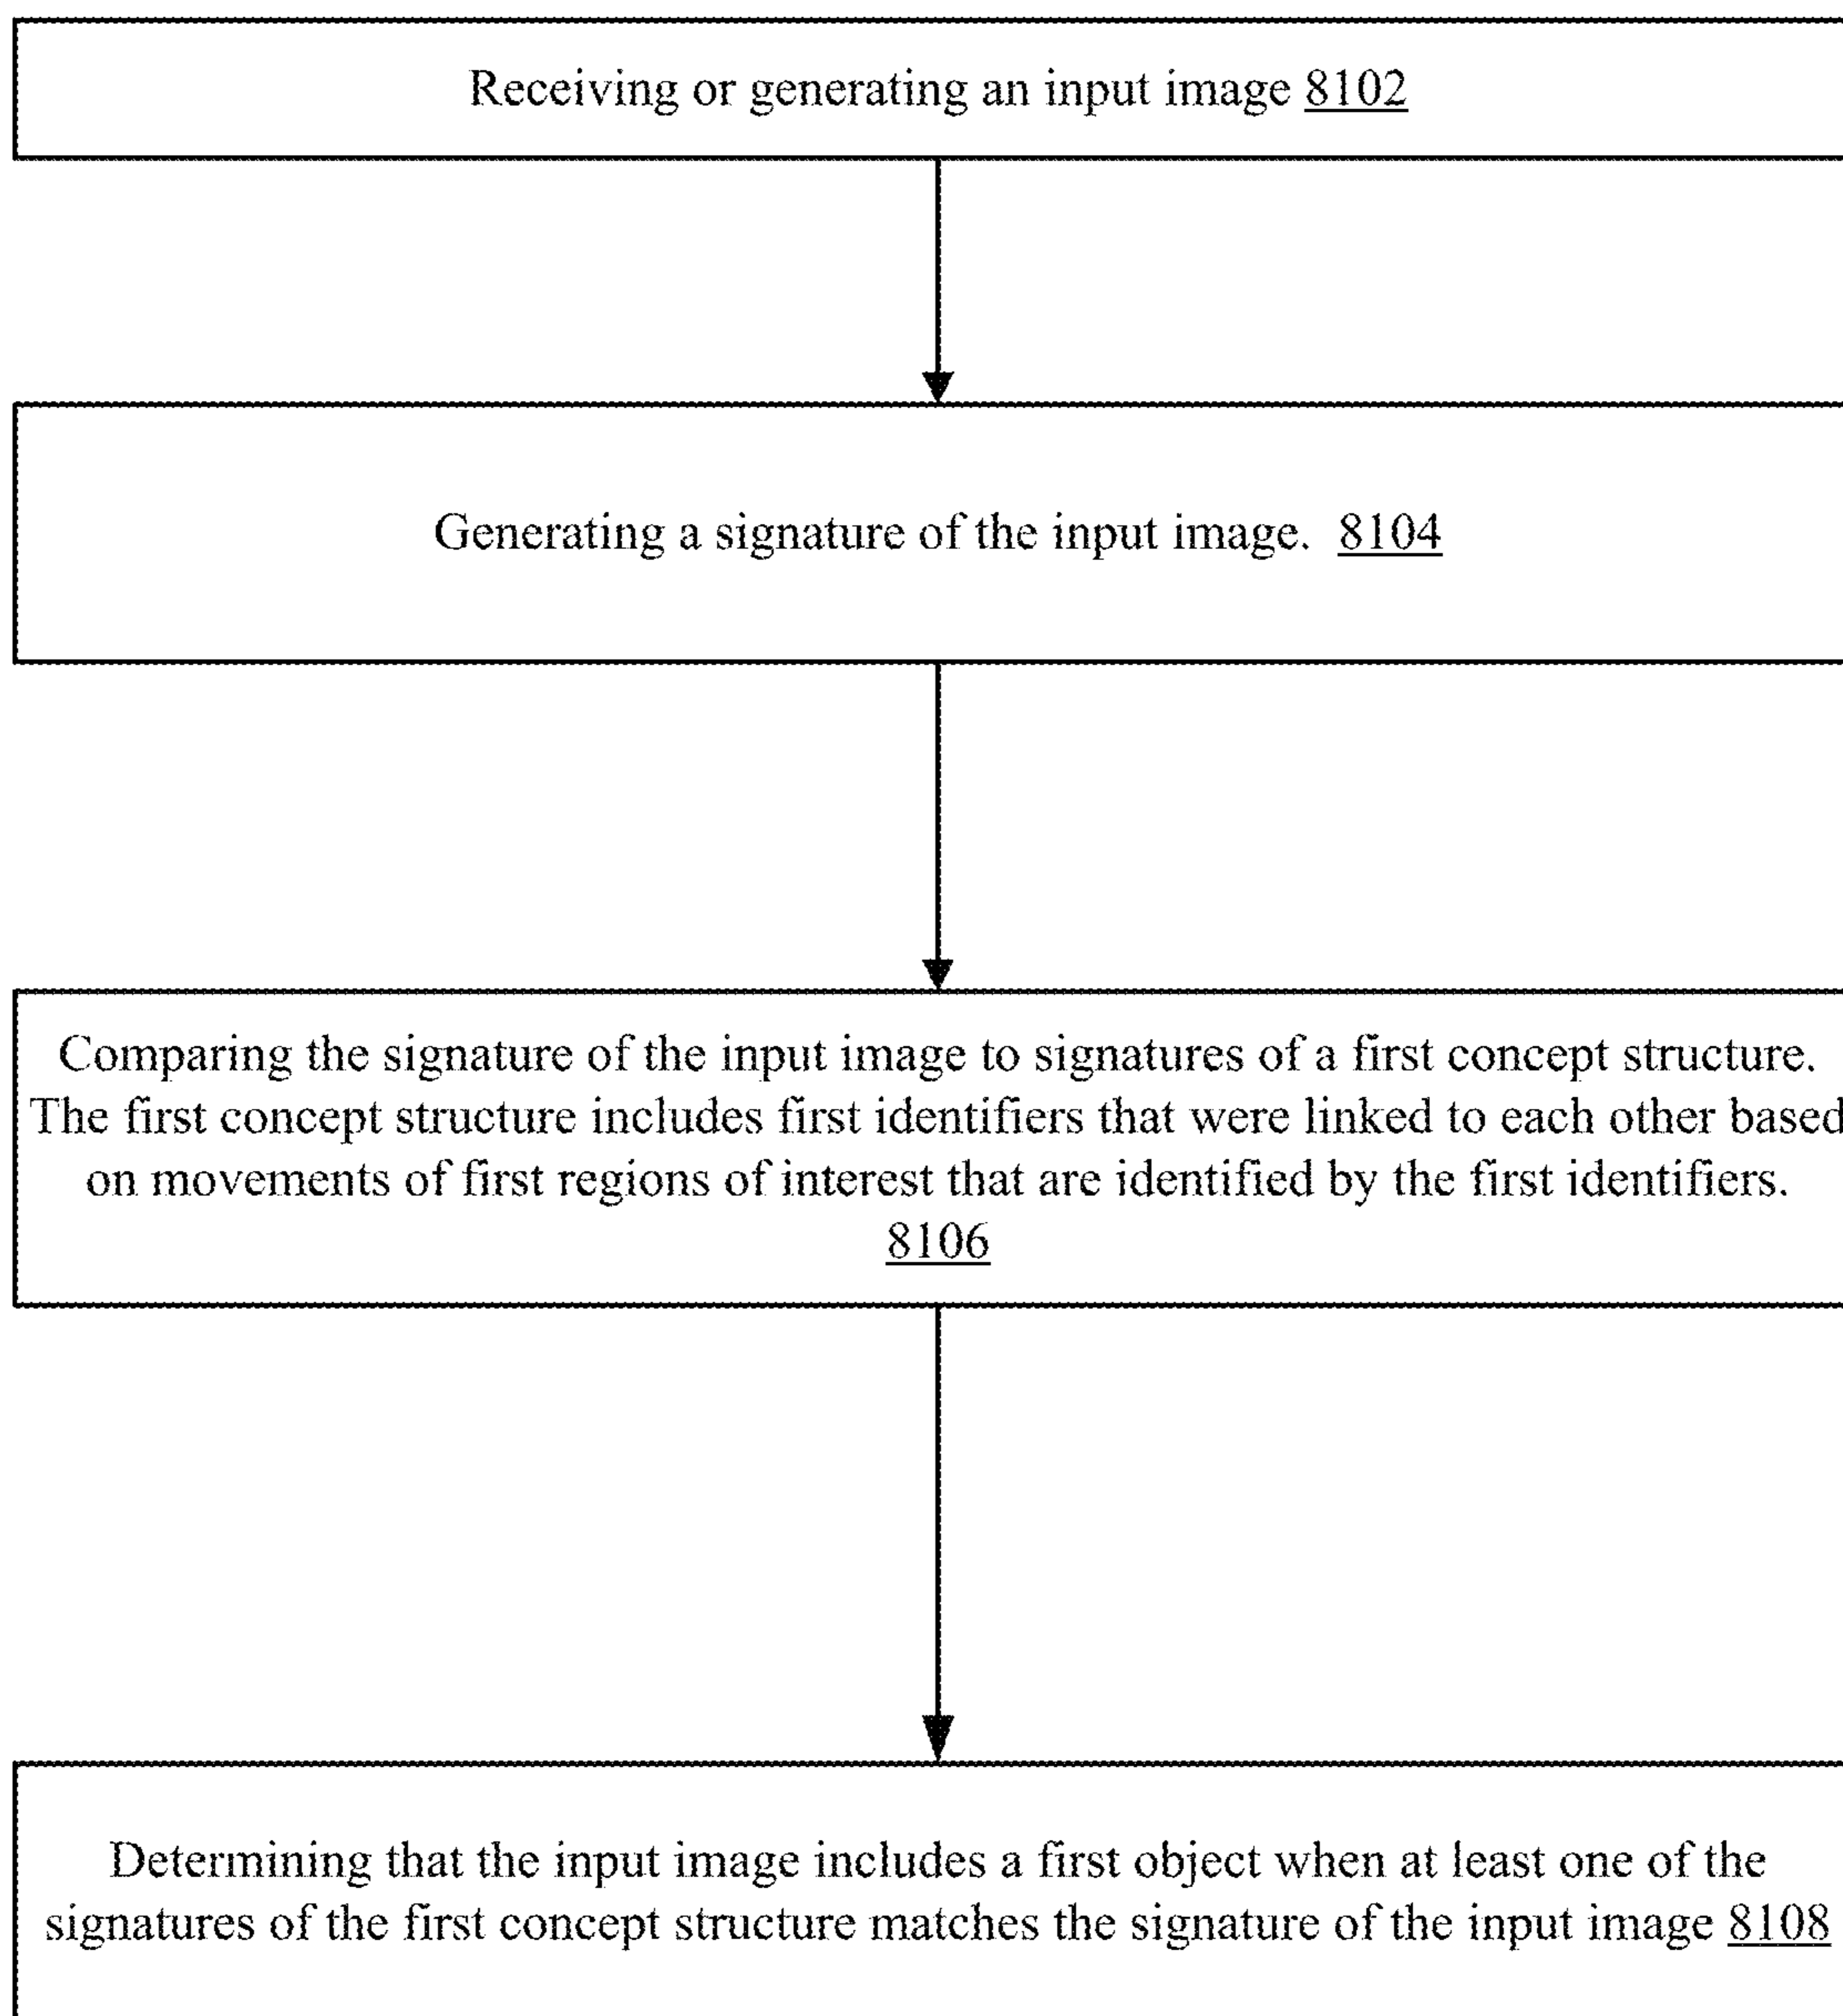 Receiving or generating an input image 8102
Generating a signature of the input image. 8104
Comparing the signature of the input image to signatures of a first concept structure.
The first concept structure includes first identifiers that were linked to each other based
on movements of first regions of interest that are identified by the first identifiers.
8106
Determining that the input image includes a first object when at least one of the
signatures of the first concept structure matches the signature of the input image 8108